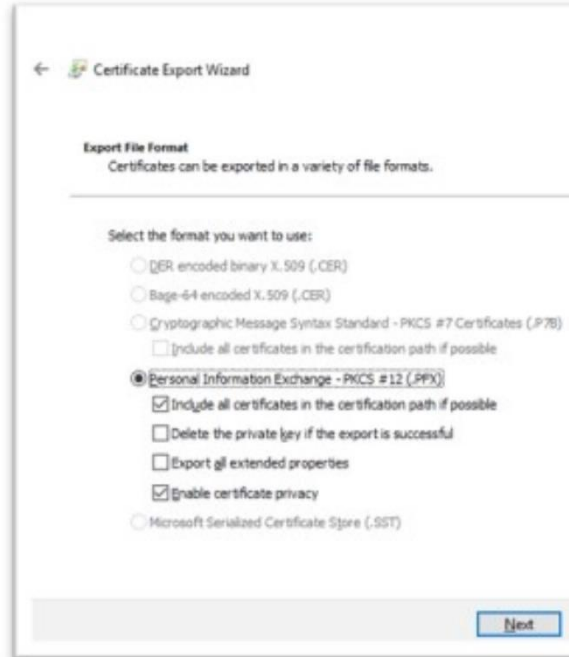 Certificate Export Wizard
Export File Format
Certificates can be exported in a variety of file formats.
Select the format you want to use:
DER encoded binary X.509 (.CER)
Base-64 encoded X.509 (.CER)
Cryptographic Message Syntax Standard - PKCS #7 Certificates (.P7B)
Include all certificates in the certification path if possible
Personal Information Exchange - PKCS #12 (.PFX)
Include all certificates in the certification path if possible
Delete the private key if the export is successful
Export all extended properties
Enable certificate privacy
Microsoft Serialized Certificate Store (.SST)
Next